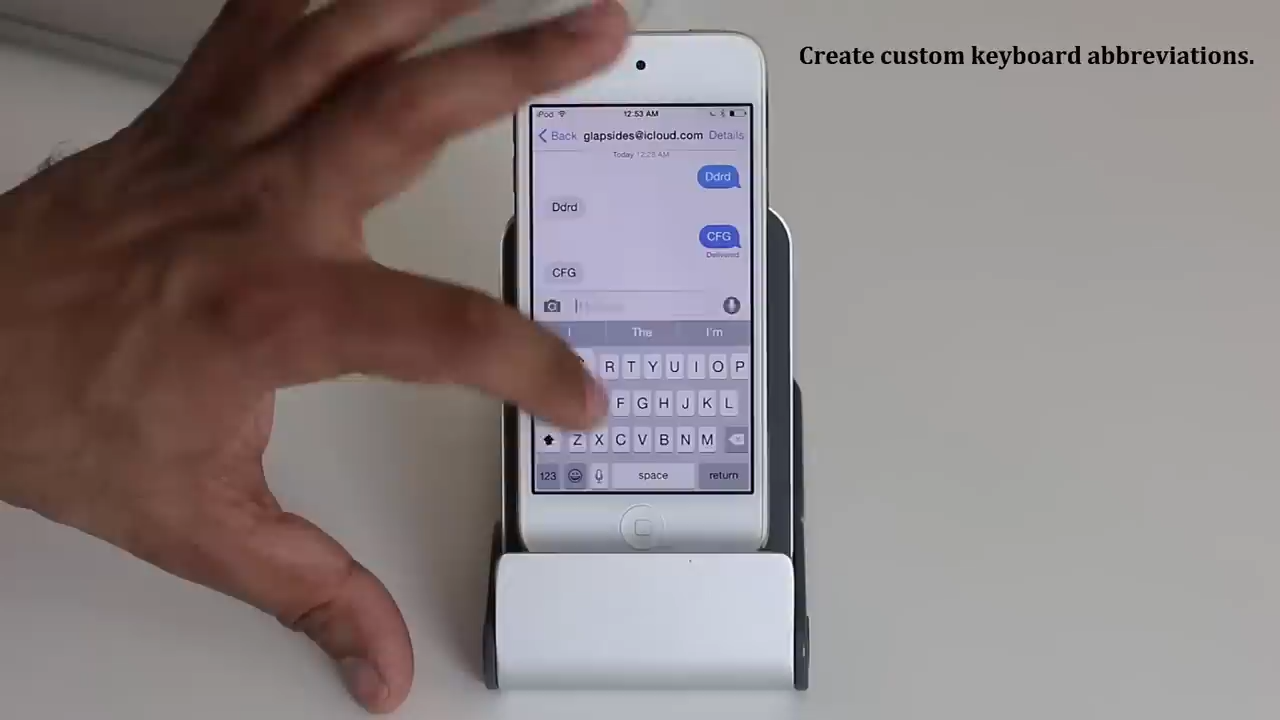 Create custom keyboard abbreviations.
iPod 12:53 AM
Back glapsides@icloud.com Details
Ddrd
Ddrd
CFG
Delivered
CFG
I The I'm
R T Y U I O P
F G H J K L
Z X C V B N M
123 space return